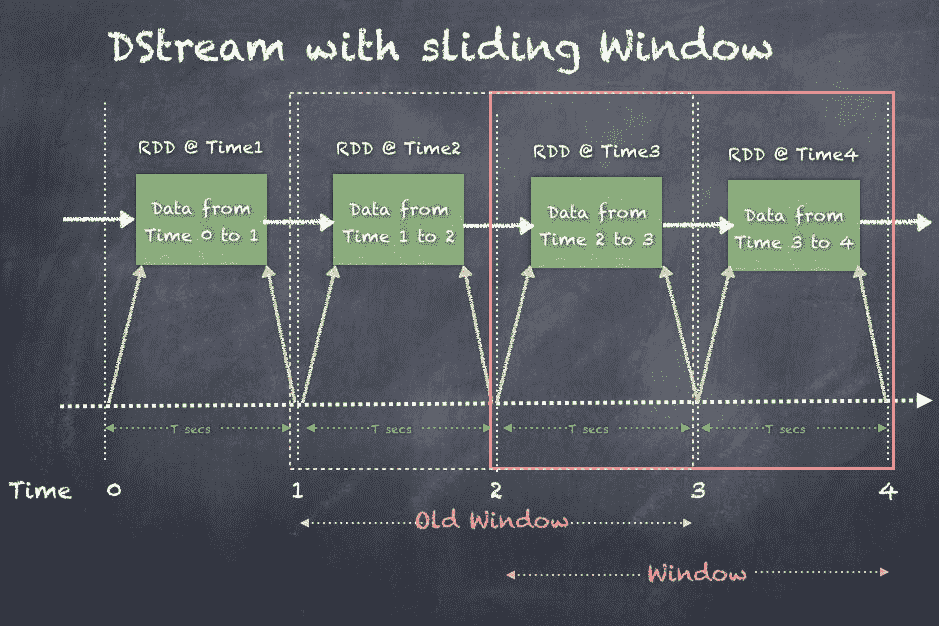 DStream with sliding Window
RDD @ Time1
RDD @ Time2
RDD @ Time3
RDD @ Time4
Data from
Time 0 to 1
Data from
Time 1 to 2
Data from
Time 2 to 3
Data from
Time 3 to 4
T secs
T secs
T secs
T secs
Time 0 1 2 3 4
Old Window
Window